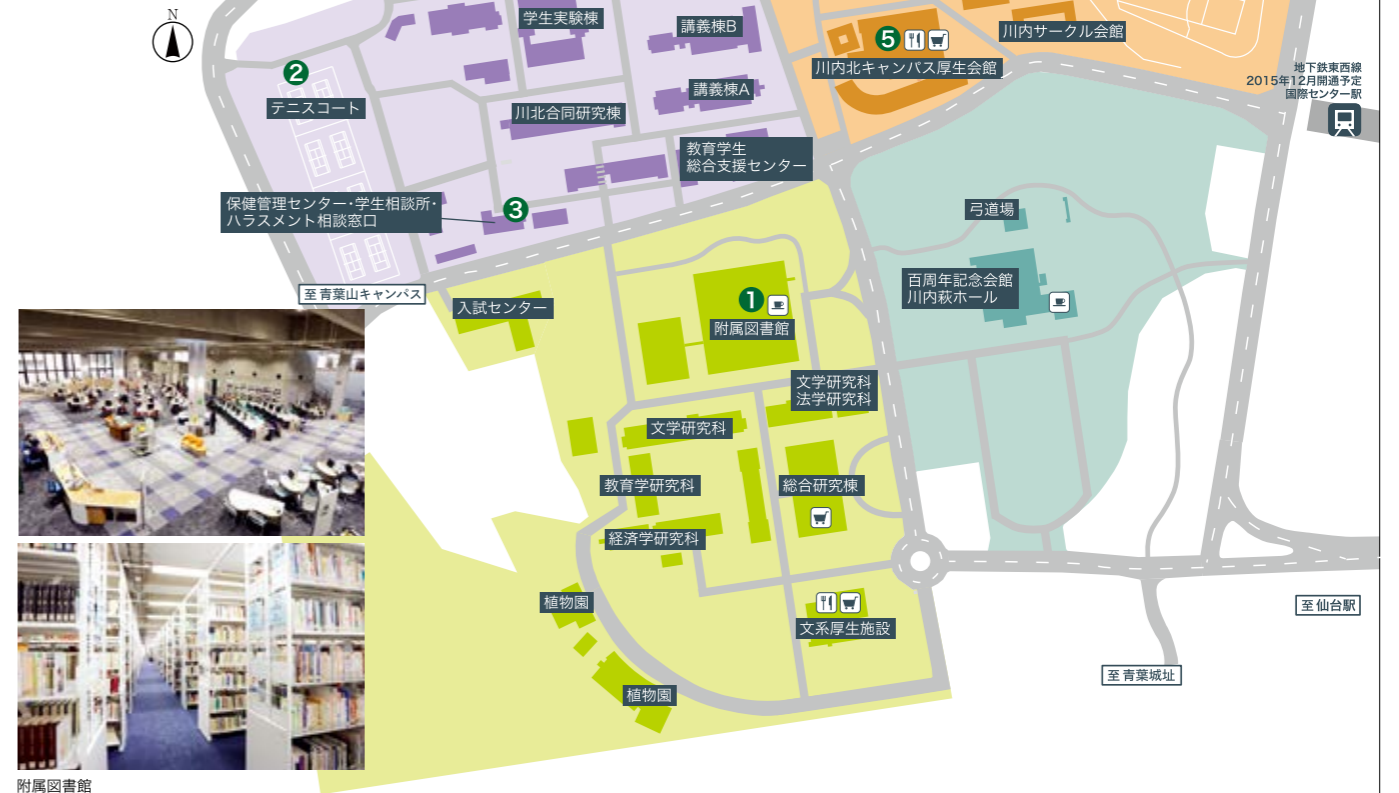 N
学生実験棟
講義棟B
川内サークル会館
5
川内北キャンパス厚生会館
地下鉄東西線
2015年12月開通予定
国際センター駅
2
テニスコート
講義棟A
川北合同研究棟
教育学生
総合支援センター
保健管理センター・学生相談所・
ハラスメント相談窓口
3
弓道場
至 青葉山キャンパス
入試センター
1
附属図書館
百周年記念会館
川内萩ホール
文学研究科
法学研究科
文学研究科
教育学研究科
総合研究棟
経済学研究科
植物園
文系厚生施設
至 仙台駅
至 青葉城址
植物園
附属図書館